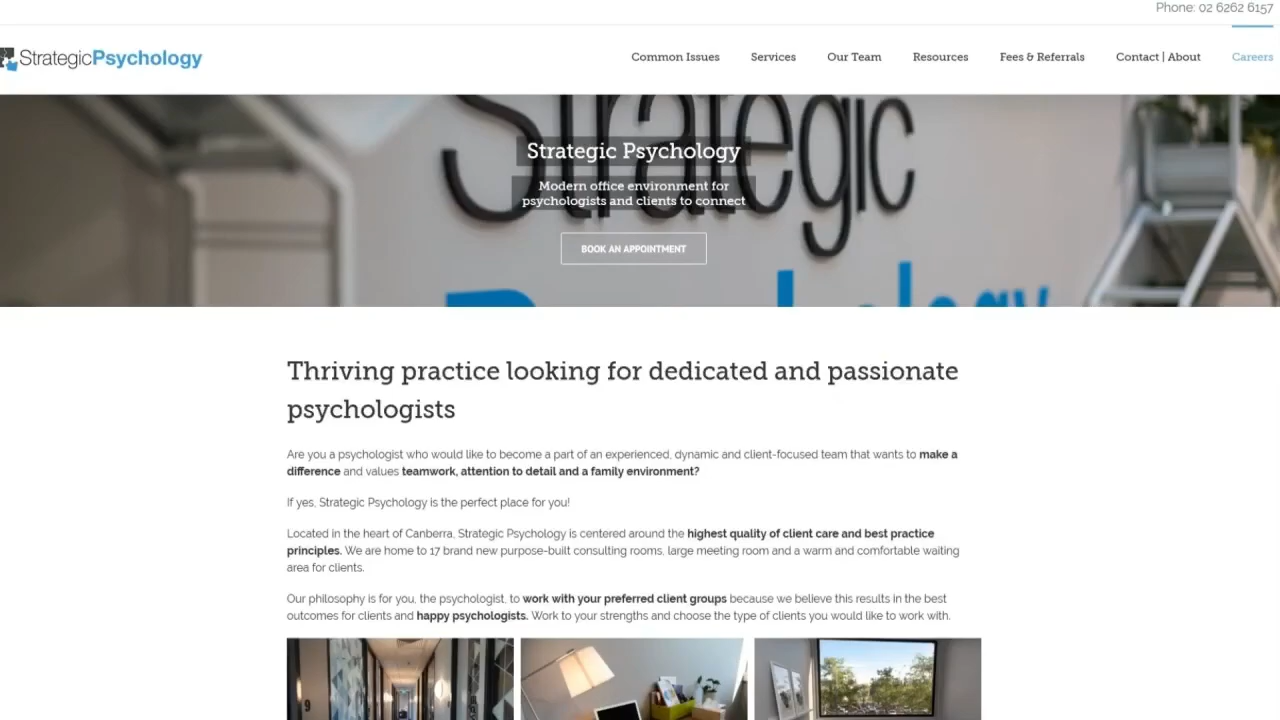 Phone: 02 6262 6157
StrategicPsychology
Common Issues Services Our Team Resources Fees & Referrals Contact | About Careers
Strategic
Strategic Psychology
Modern office environment for
psychologists and clients to connect
BOOK AN APPOINTMENT
Psychology
Thriving practice looking for dedicated and passionate
psychologists
Are you a psychologist who would like to become a part of an experienced, dynamic and client-focused team that wants to make a
difference and values teamwork, attention to detail and a family environment?
If yes, Strategic Psychology is the perfect place for you!
Located in the heart of Canberra, Strategic Psychology is centered around the highest quality of client care and best practice
principles. We are home to 17 brand new purpose-built consulting rooms, large meeting room and a warm and comfortable waiting
area for clients.
Our philosophy is for you, the psychologist, to work with your preferred client groups because we believe this results in the best
outcomes for clients and happy psychologists. Work to your strengths and choose the type of clients you would like to work with.
9